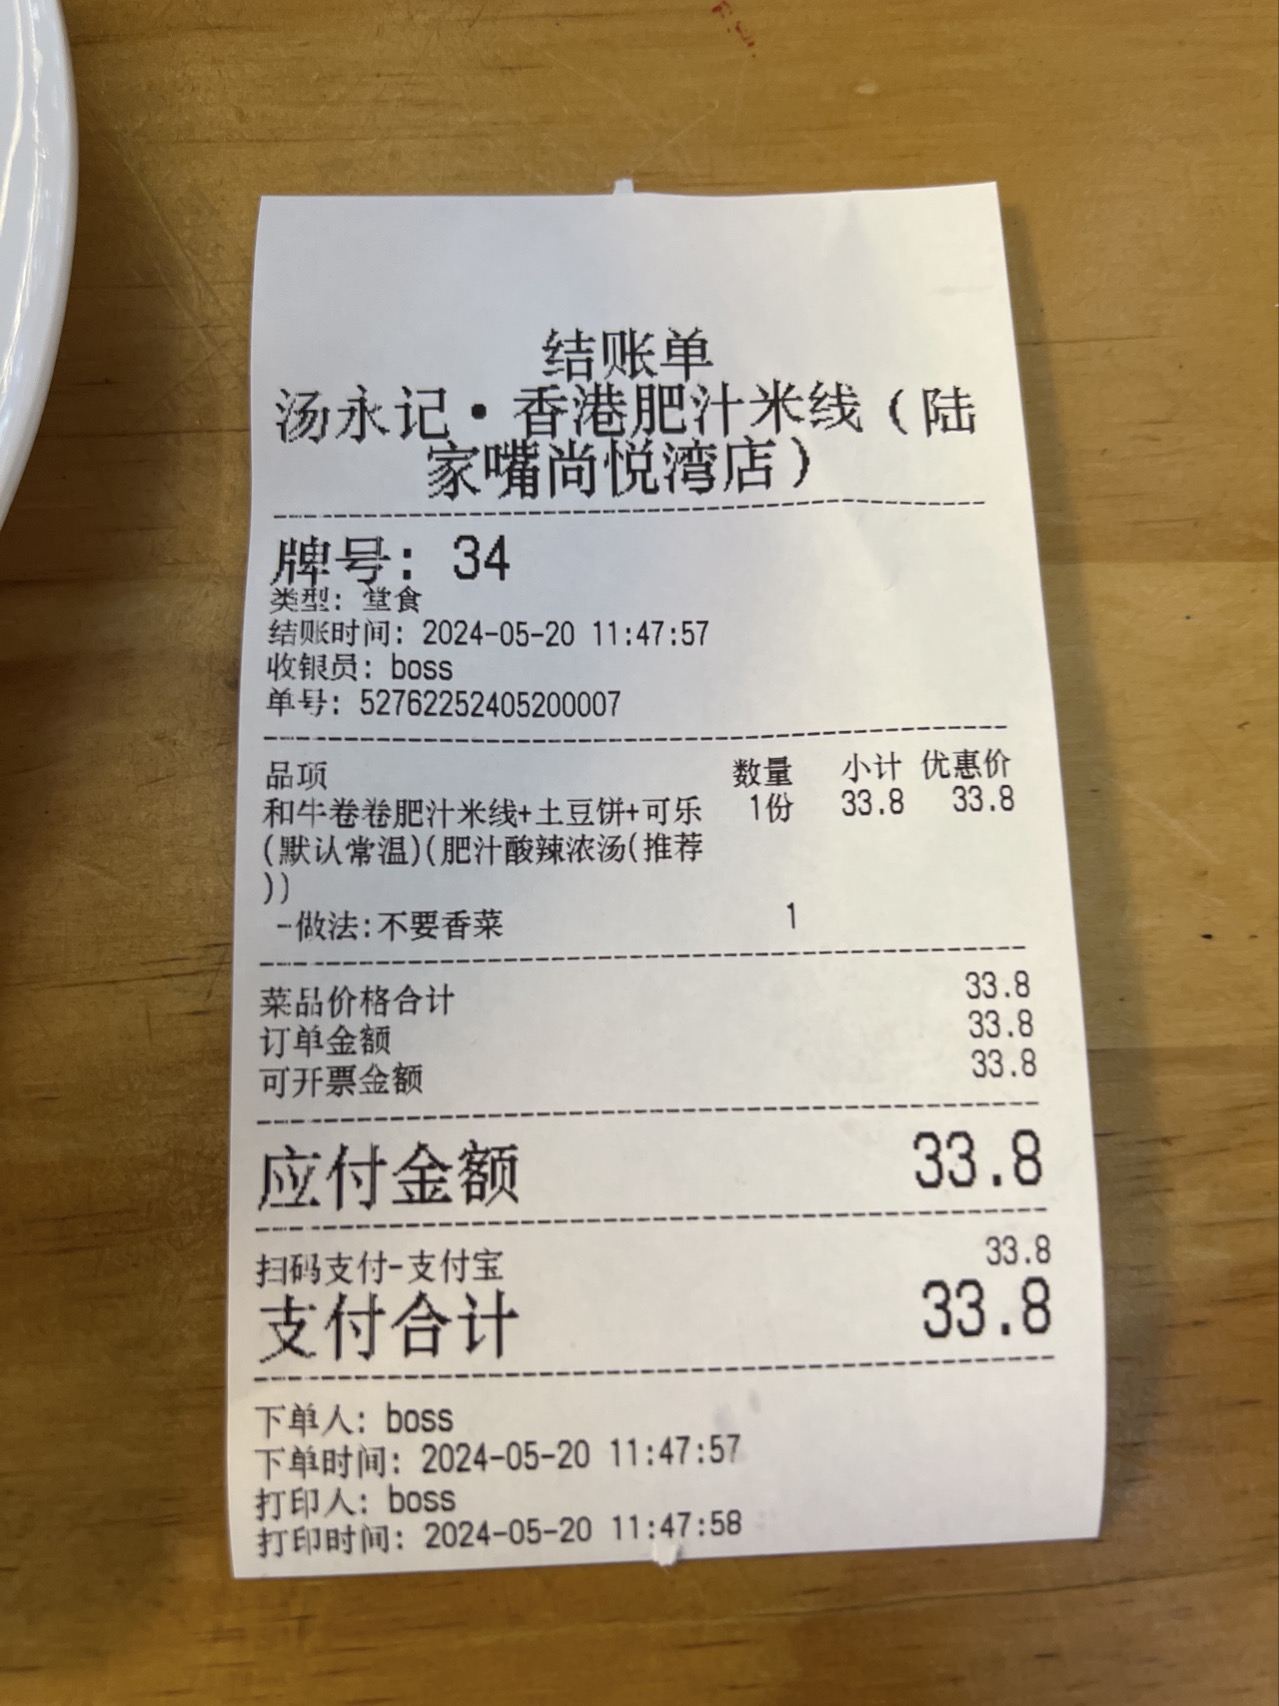 结账单
汤永记·香港肥汁米线（陆
家嘴尚悦湾店）
牌号: 34
类型: 堂食
结账时间: 2024-05-20 11:47:57
收银员: boss
单号: 52762252405200007
品项 数量 小计 优惠价
和牛卷卷肥汁米线+土豆饼+可乐 1份 33.8 33.8
(默认常温)(肥汁酸辣浓汤(推荐
))
-做法:不要香菜 1
菜品价格合计 33.8
订单金额 33.8
可开票金额 33.8
应付金额 33.8
扫码支付-支付宝 33.8
支付合计 33.8
下单人: boss
下单时间: 2024-05-20 11:47:57
打印人: boss
打印时间: 2024-05-20 11:47:58